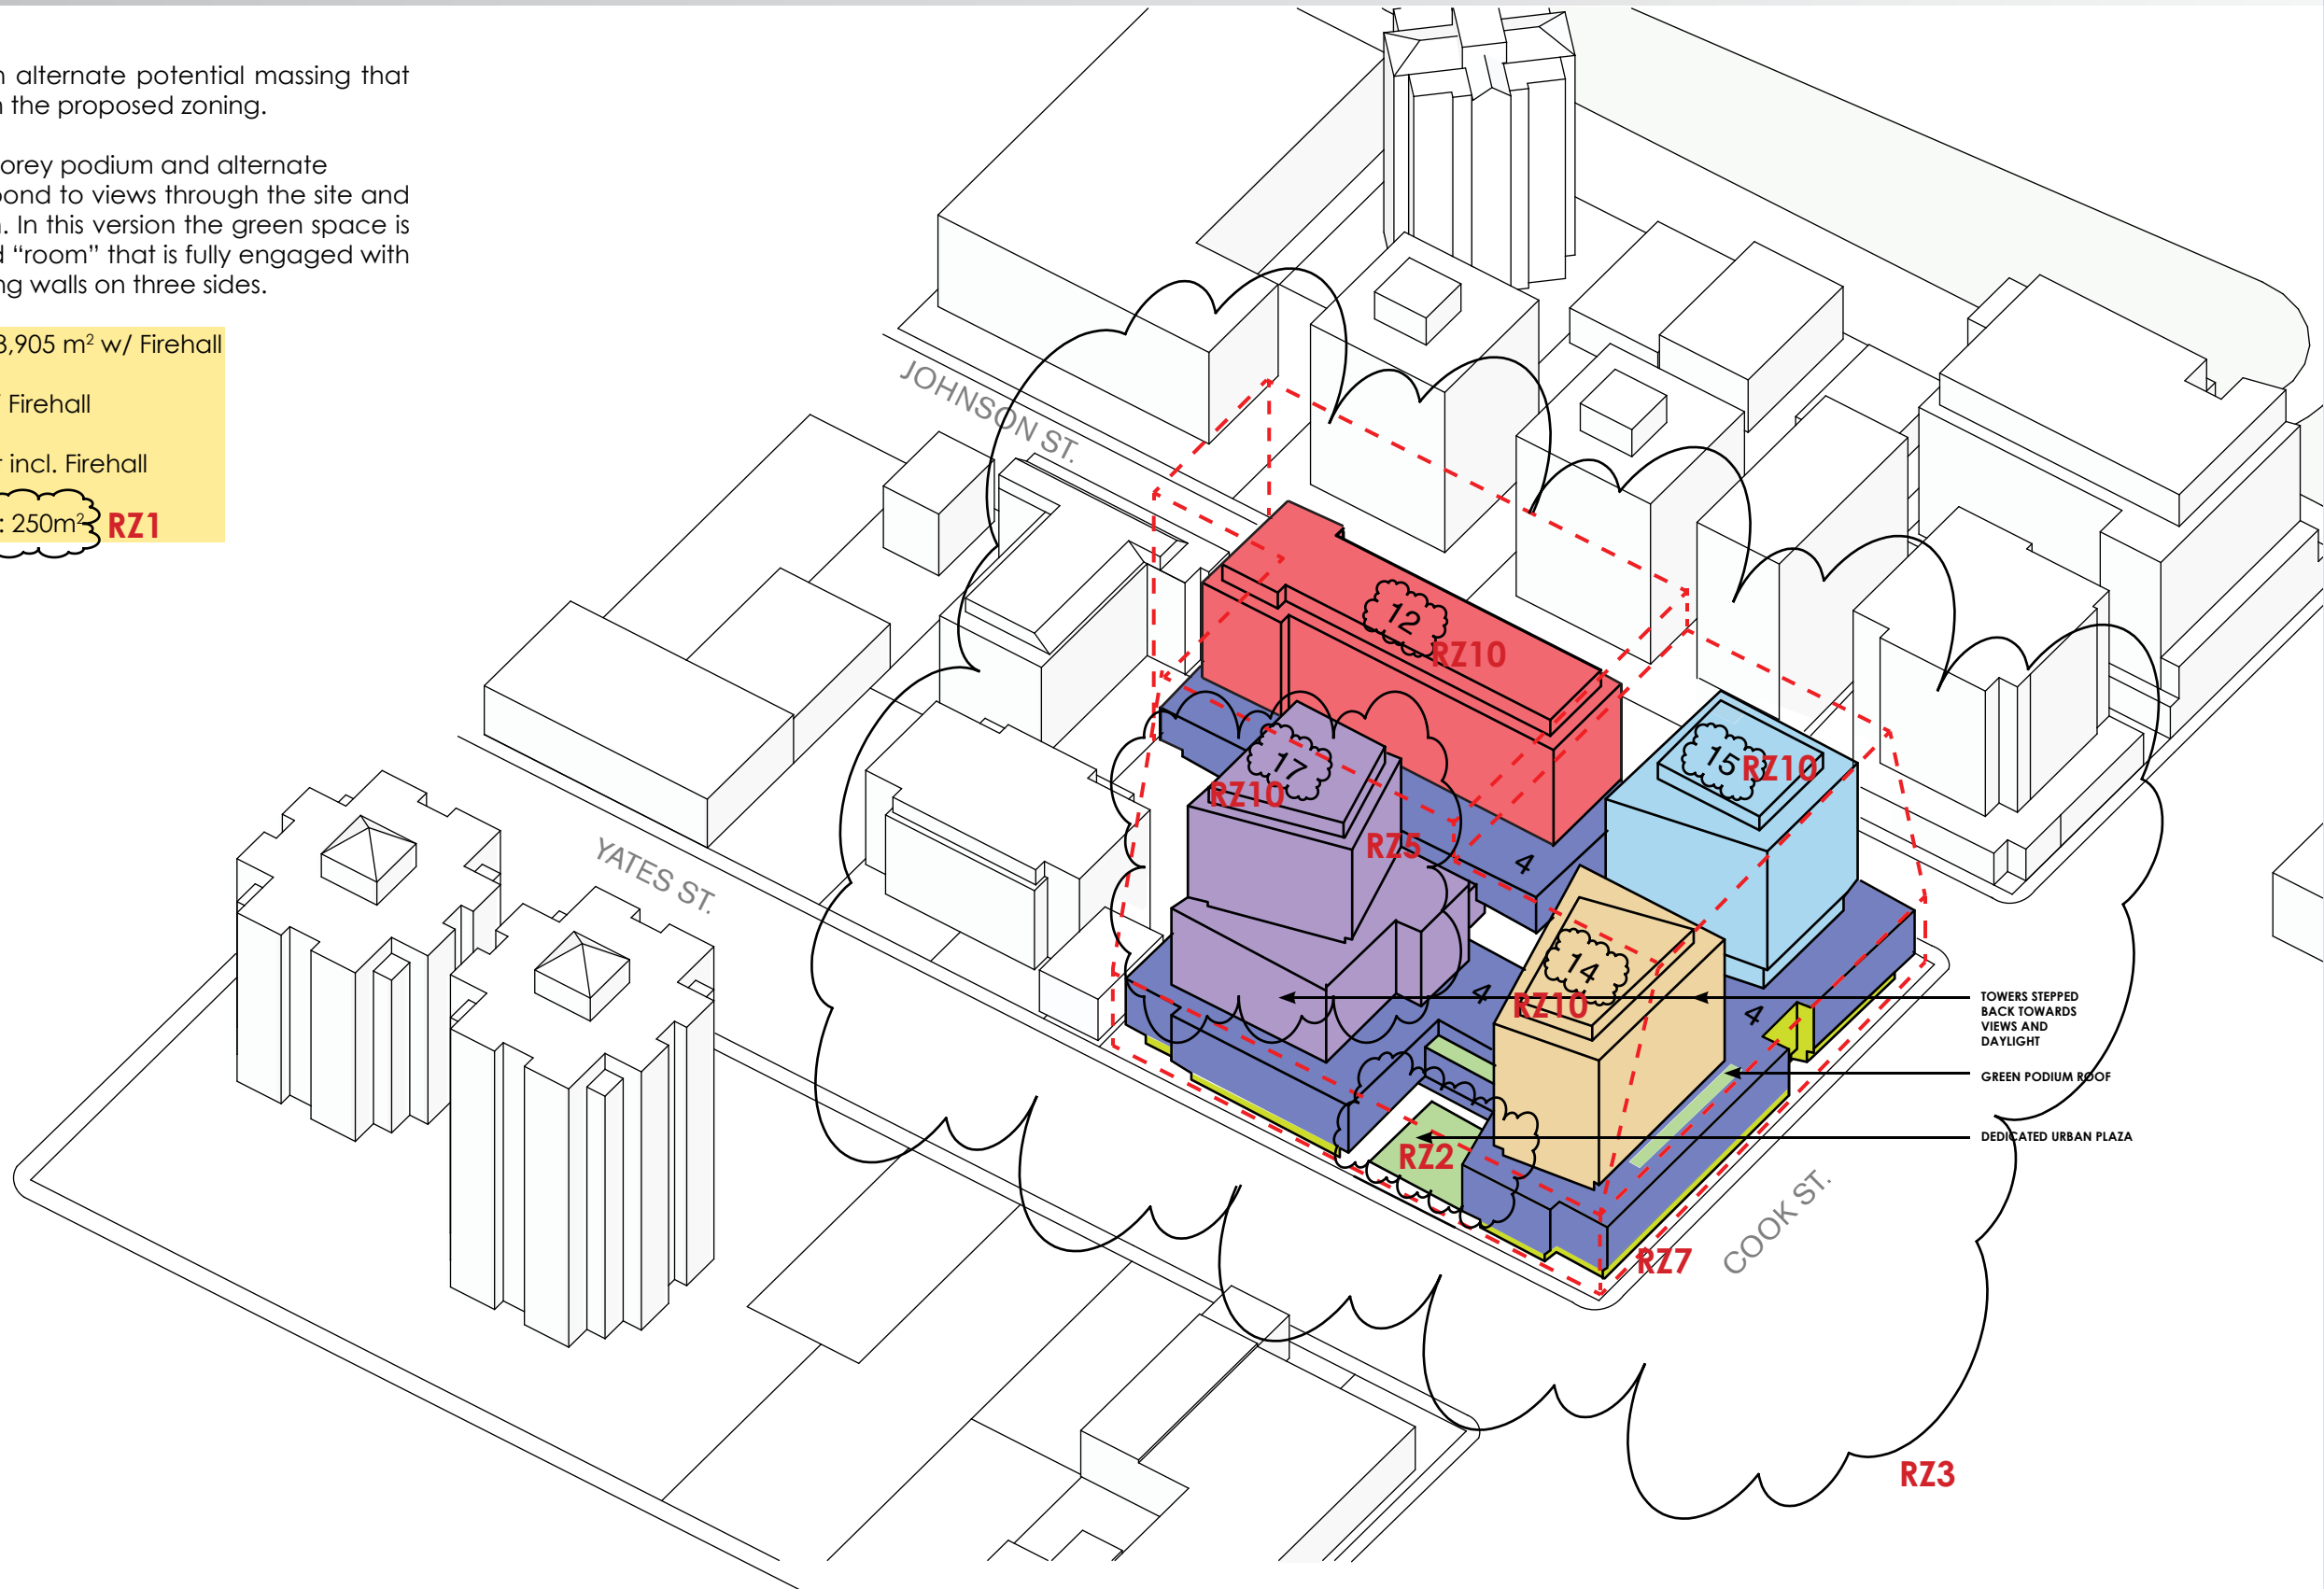 alternate potential massing that
the proposed zoning.
podium and alternate
to views through the site and
In this version the green space is
“room” that is fully engaged with
walls on three sides.
3,905 m² w/ Firehall
Firehall
incl. Firehall
: 250m²
RZ1
JOHNSON ST.
12
RZ10
17
RZ10
15
RZ10
RZ5
4
YATES ST.
14
RZ10
4
4
TOWERS STEPPED
BACK TOWARDS
VIEWS AND
DAYLIGHT
GREEN PODIUM ROOF
DEDICATED URBAN PLAZA
RZ2
COOK ST.
RZ7
RZ3